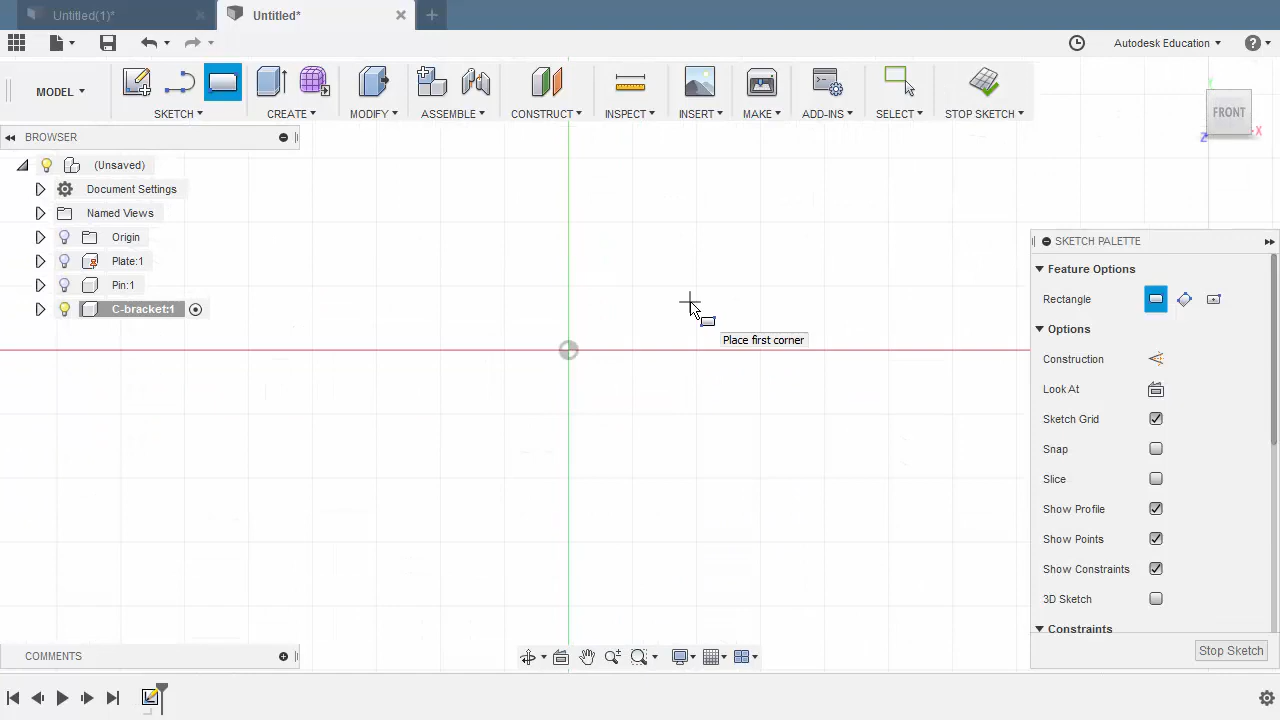 Untitled(1)*
Untitled*
Autodesk Education
MODEL
SKETCH
CREATE
MODIFY
ASSEMBLE
CONSTRUCT
INSPECT
INSERT
MAKE
ADD-INS
SELECT
STOP SKETCH
BROWSER
(Unsaved)
Document Settings
Named Views
Origin
Plate:1
Pin:1
C-bracket:1
Place first corner
FRONT
Y
X
Z
SKETCH PALETTE
Feature Options
Rectangle
Options
Construction
Look At
Sketch Grid
Snap
Slice
Show Profile
Show Points
Show Constraints
3D Sketch
Constraints
Stop Sketch
COMMENTS